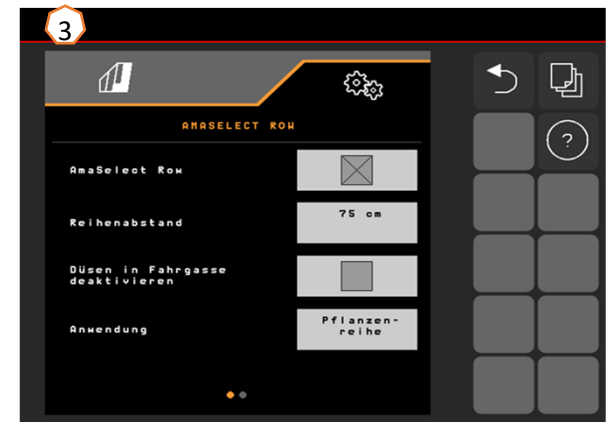 3
AMASELECT ROW
AmaSelect Row
Reihenabstand
75 cm
Düsen in Fahrgasse
deaktivieren
Anwendung
Pflanzen-
reihe
?